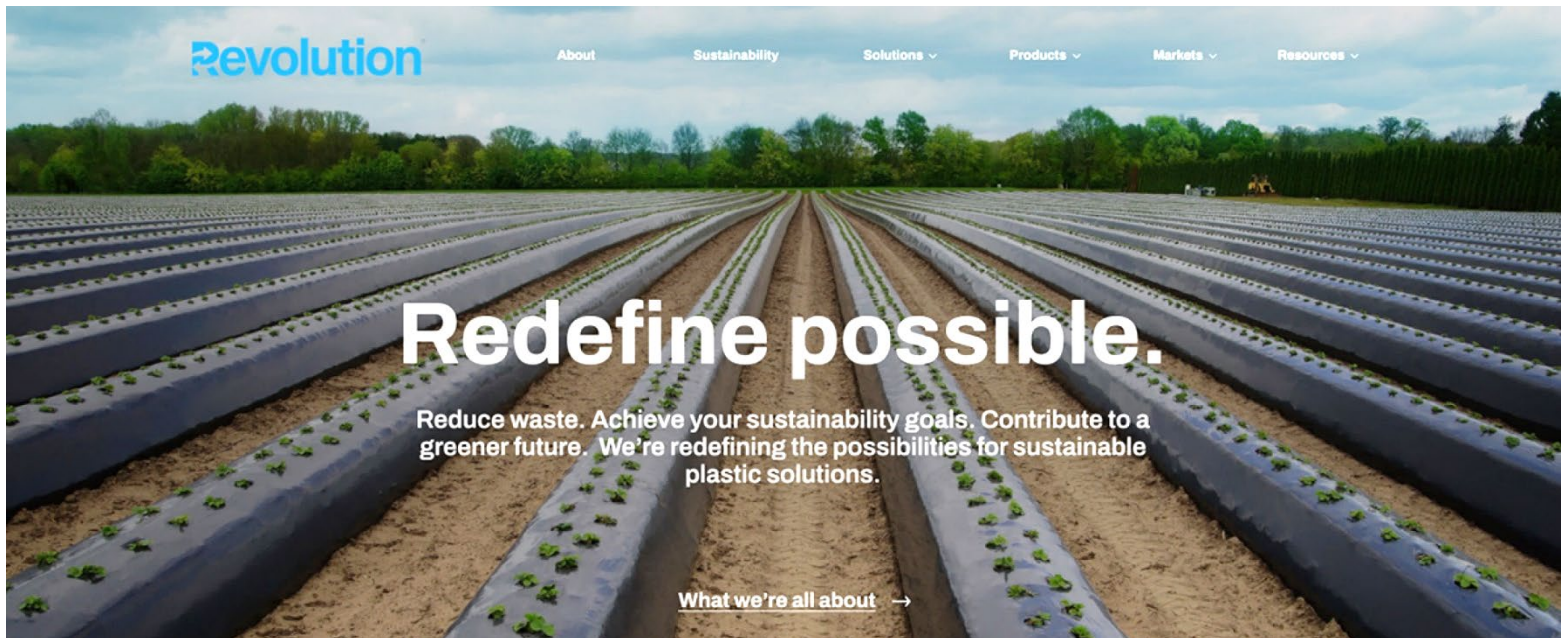 Revolution
About Sustainability Solutions Products Markets Resources
Redefine possible.
Reduce waste. Achieve your sustainability goals. Contribute to a
greener future. We’re redefining the possibilities for sustainable
plastic solutions.
What we’re all about →